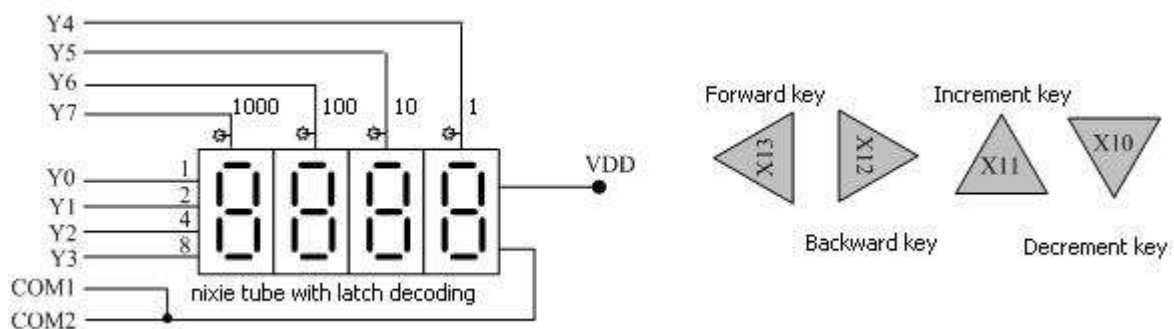 Y4
Y5
Y6
Y7
1000 100 10 1
Y0 1
Y1 2
Y2 4
Y3 8
COM1
COM2
VDD
nixie tube with latch decoding
Forward key
Increment key
X13
X12
X11
X10
Backward key
Decrement key